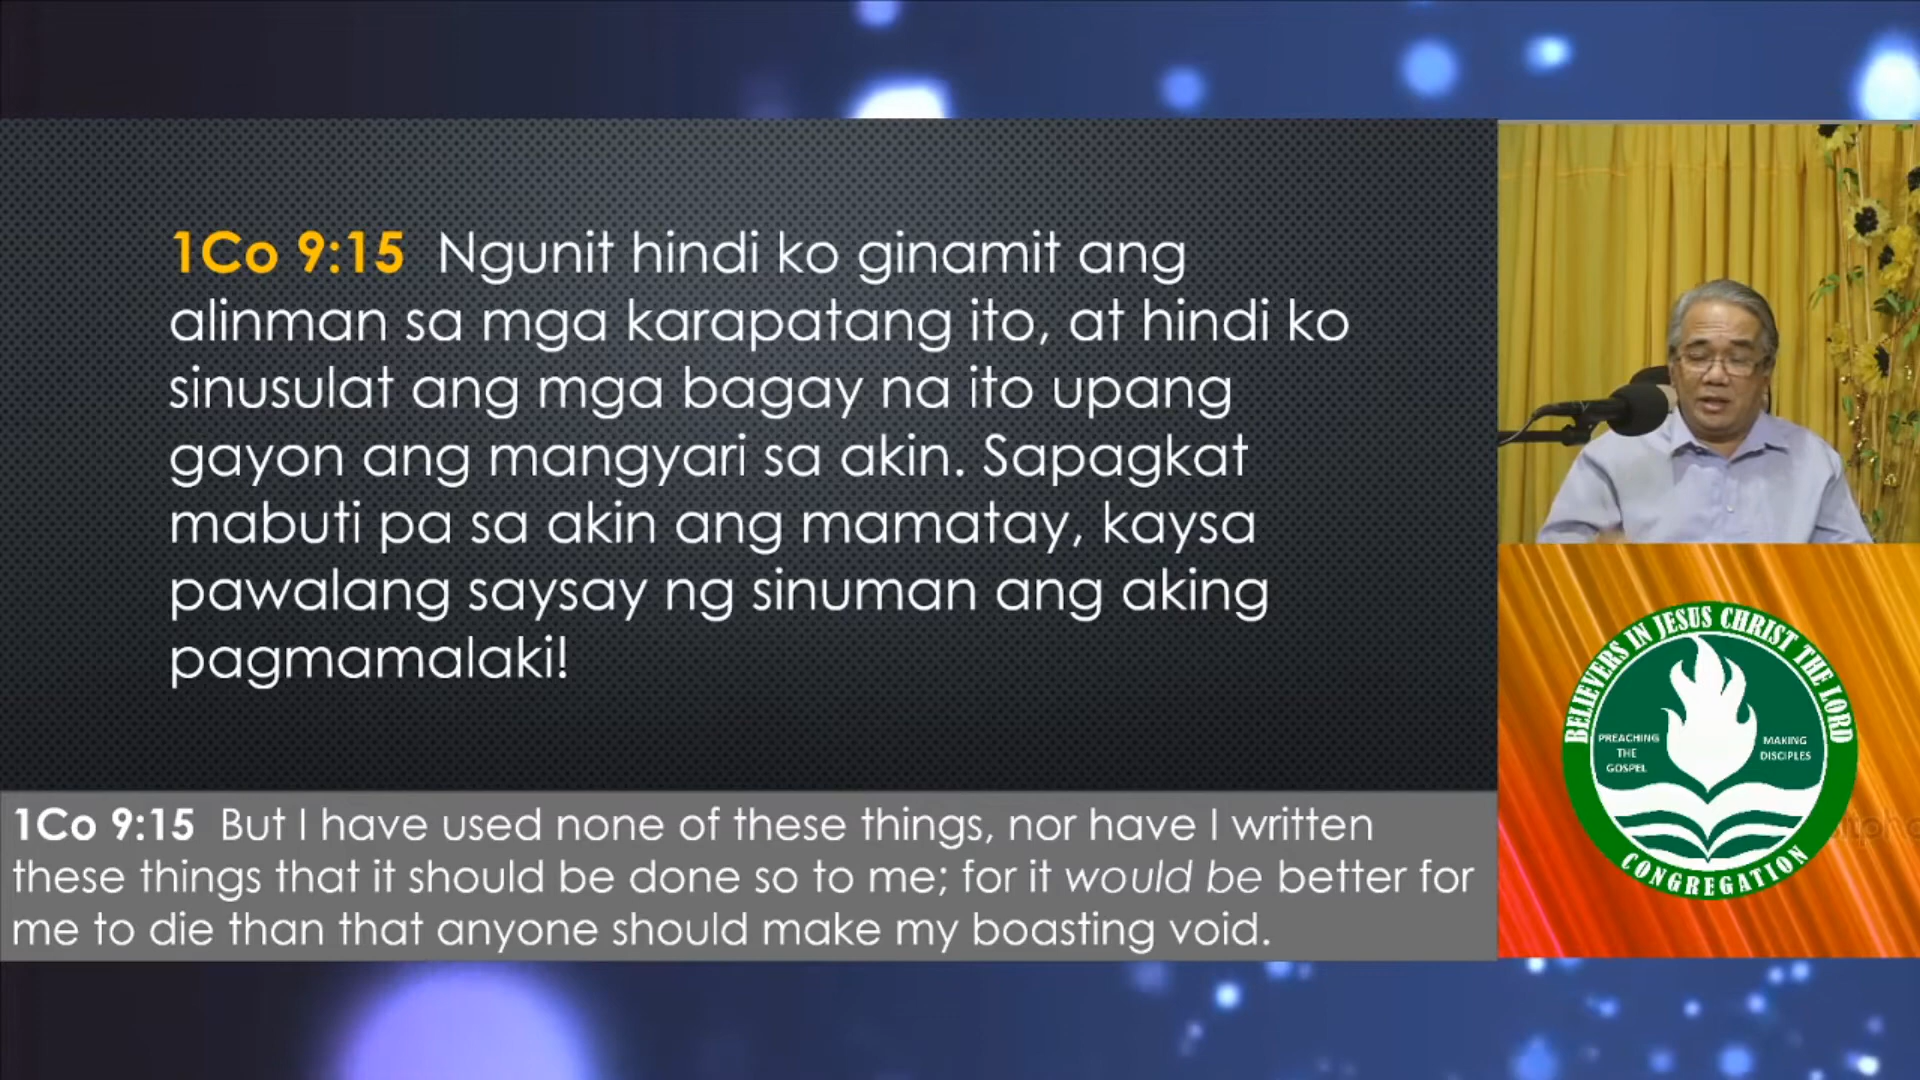 1Co 9:15 Ngunit hindi ko ginamit ang
alinman sa mga karapatang ito, at hindi ko
sinusulat ang mga bagay na ito upang
gayon ang mangyari sa akin. Sapagkat
mabuti pa sa akin ang mamatay, kaysa
pawalang saysay ng sinuman ang aking
pagmamalaki!
1Co 9:15 But I have used none of these things, nor have I written
these things that it should be done so to me; for it would be better for
me to die than that anyone should make my boasting void.
BELIEVERS IN JESUS CHRIST THE LORD
PREACHING
THE
GOSPEL
MAKING
DISCIPLES
CONGREGATION